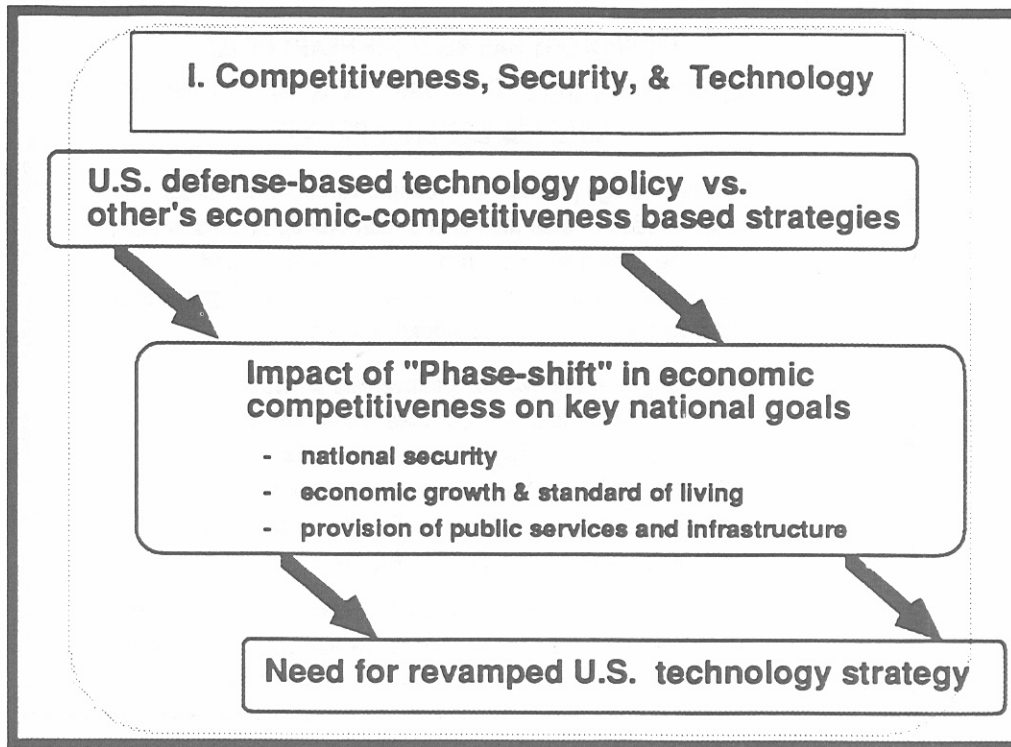 I. Competitiveness, Security, & Technology
U.S. defense-based technology policy vs.
other's economic-competitiveness based strategies
Impact of "Phase-shift" in economic
competitiveness on key national goals
- national security
- economic growth & standard of living
- provision of public services and infrastructure
Need for revamped U.S. technology strategy